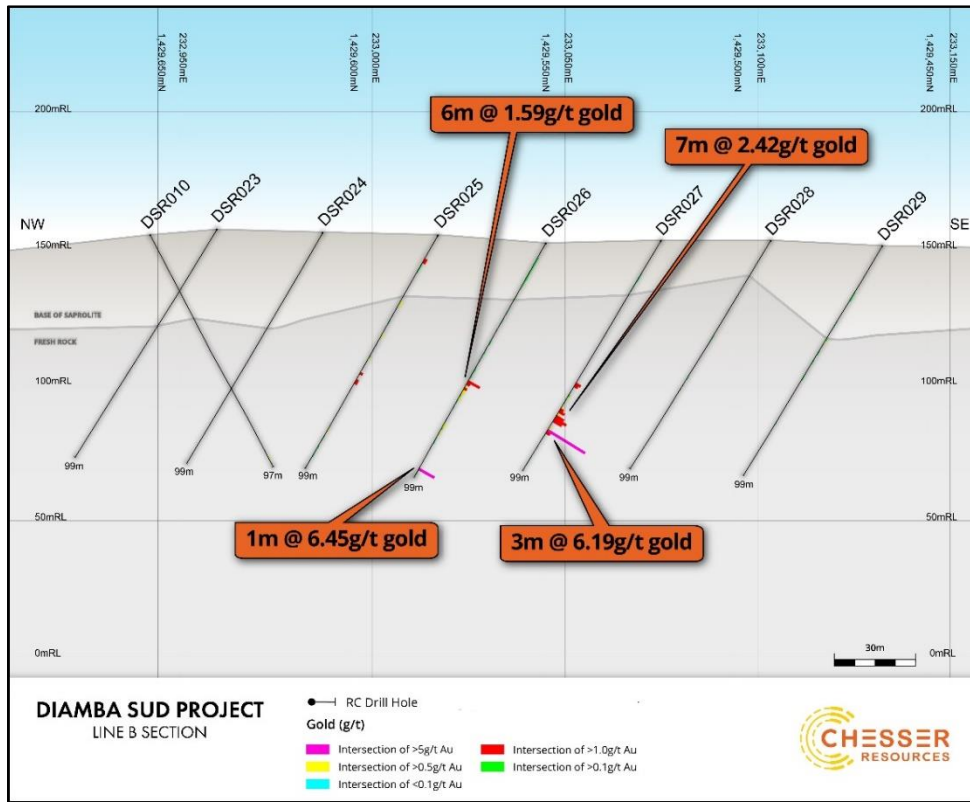 1,429,650mN
232,950mE
1,429,600mN
233,000mE
1,429,550mN
233,050mE
1,429,500mN
233,100mE
1,429,450mN
233,150mE
200mRL
200mRL
6m @ 1.59g/t gold
7m @ 2.42g/t gold
NW
DSR010
DSR023
DSR024
DSR025
DSR026
DSR027
DSR028
DSR029
SE
150mRL
150mRL
BASE OF SAPROLITE
FRESH ROCK
100mRL
100mRL
99m
99m
97m
99m
99m
99m
99m
99m
50mRL
50mRL
1m @ 6.45g/t gold
3m @ 6.19g/t gold
0mRL
0mRL
30m
DIAMBA SUD PROJECT
LINE B SECTION
RC Drill Hole
Gold (g/t)
Intersection of >5g/t Au
Intersection of >1.0g/t Au
Intersection of >0.5g/t Au
Intersection of >0.1g/t Au
Intersection of <0.1g/t Au
CHESSER
RESOURCES